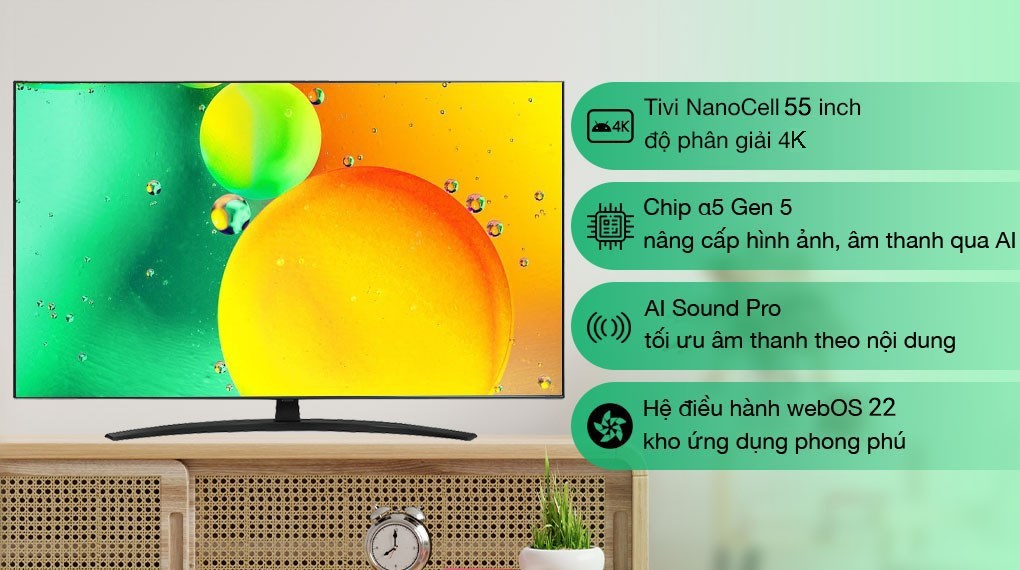 4K
Tivi NanoCell 55 inch
độ phân giải 4K
Chip α5 Gen 5
nâng cấp hình ảnh, âm thanh qua AI
AI Sound Pro
tối ưu âm thanh theo nội dung
Hệ điều hành webOS 22
kho ứng dụng phong phú